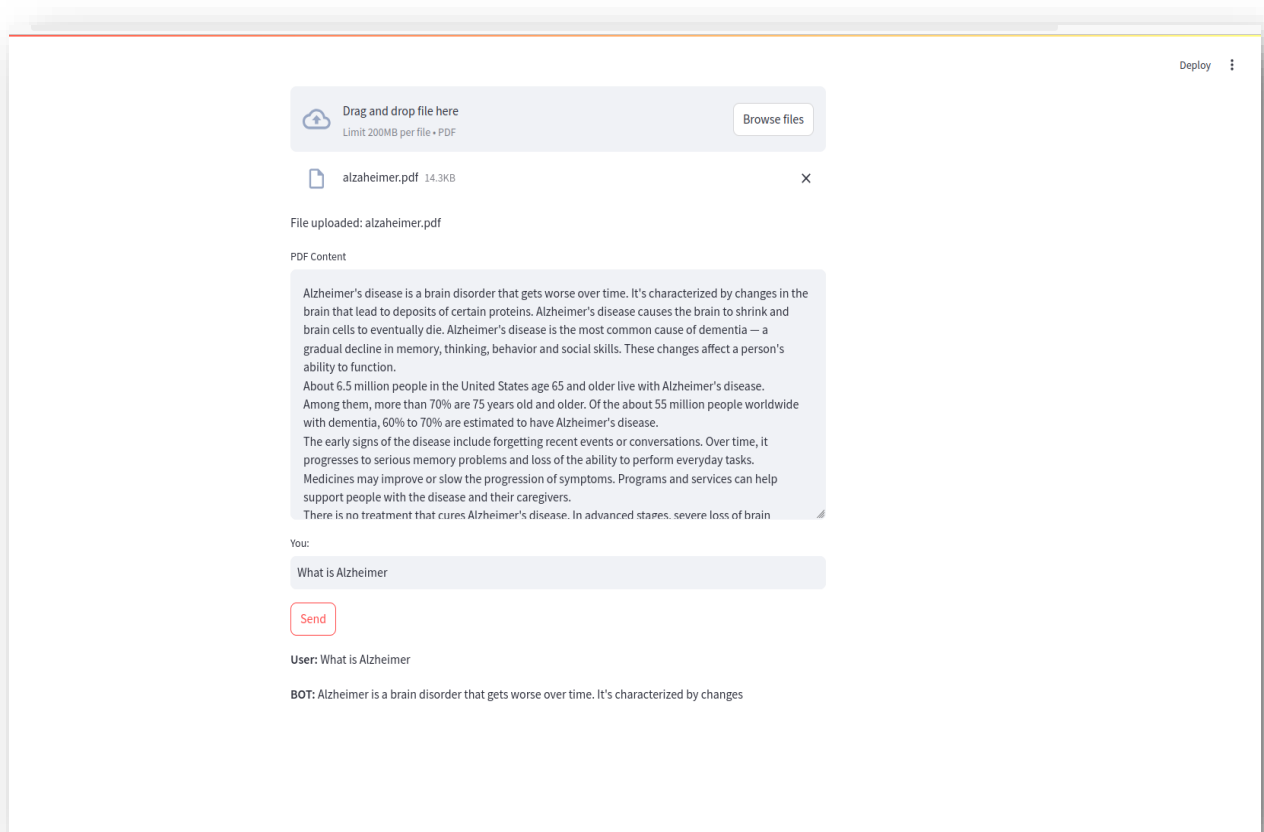 Deploy
Drag and drop file here
Limit 200MB per file • PDF
Browse files
alzaheimer.pdf 14.3KB
File uploaded: alzaheimer.pdf
PDF Content
Alzheimer's disease is a brain disorder that gets worse over time. It's characterized by changes in the
brain that lead to deposits of certain proteins. Alzheimer's disease causes the brain to shrink and
brain cells to eventually die. Alzheimer's disease is the most common cause of dementia — a
gradual decline in memory, thinking, behavior and social skills. These changes affect a person's
ability to function.
About 6.5 million people in the United States age 65 and older live with Alzheimer's disease.
Among them, more than 70% are 75 years old and older. Of the about 55 million people worldwide
with dementia, 60% to 70% are estimated to have Alzheimer's disease.
The early signs of the disease include forgetting recent events or conversations. Over time, it
progresses to serious memory problems and loss of the ability to perform everyday tasks.
Medicines may improve or slow the progression of symptoms. Programs and services can help
support people with the disease and their caregivers.
There is no treatment that cures Alzheimer's disease. In advanced stages, severe loss of brain
You:
What is Alzheimer
Send
User: What is Alzheimer
BOT: Alzheimer is a brain disorder that gets worse over time. It's characterized by changes